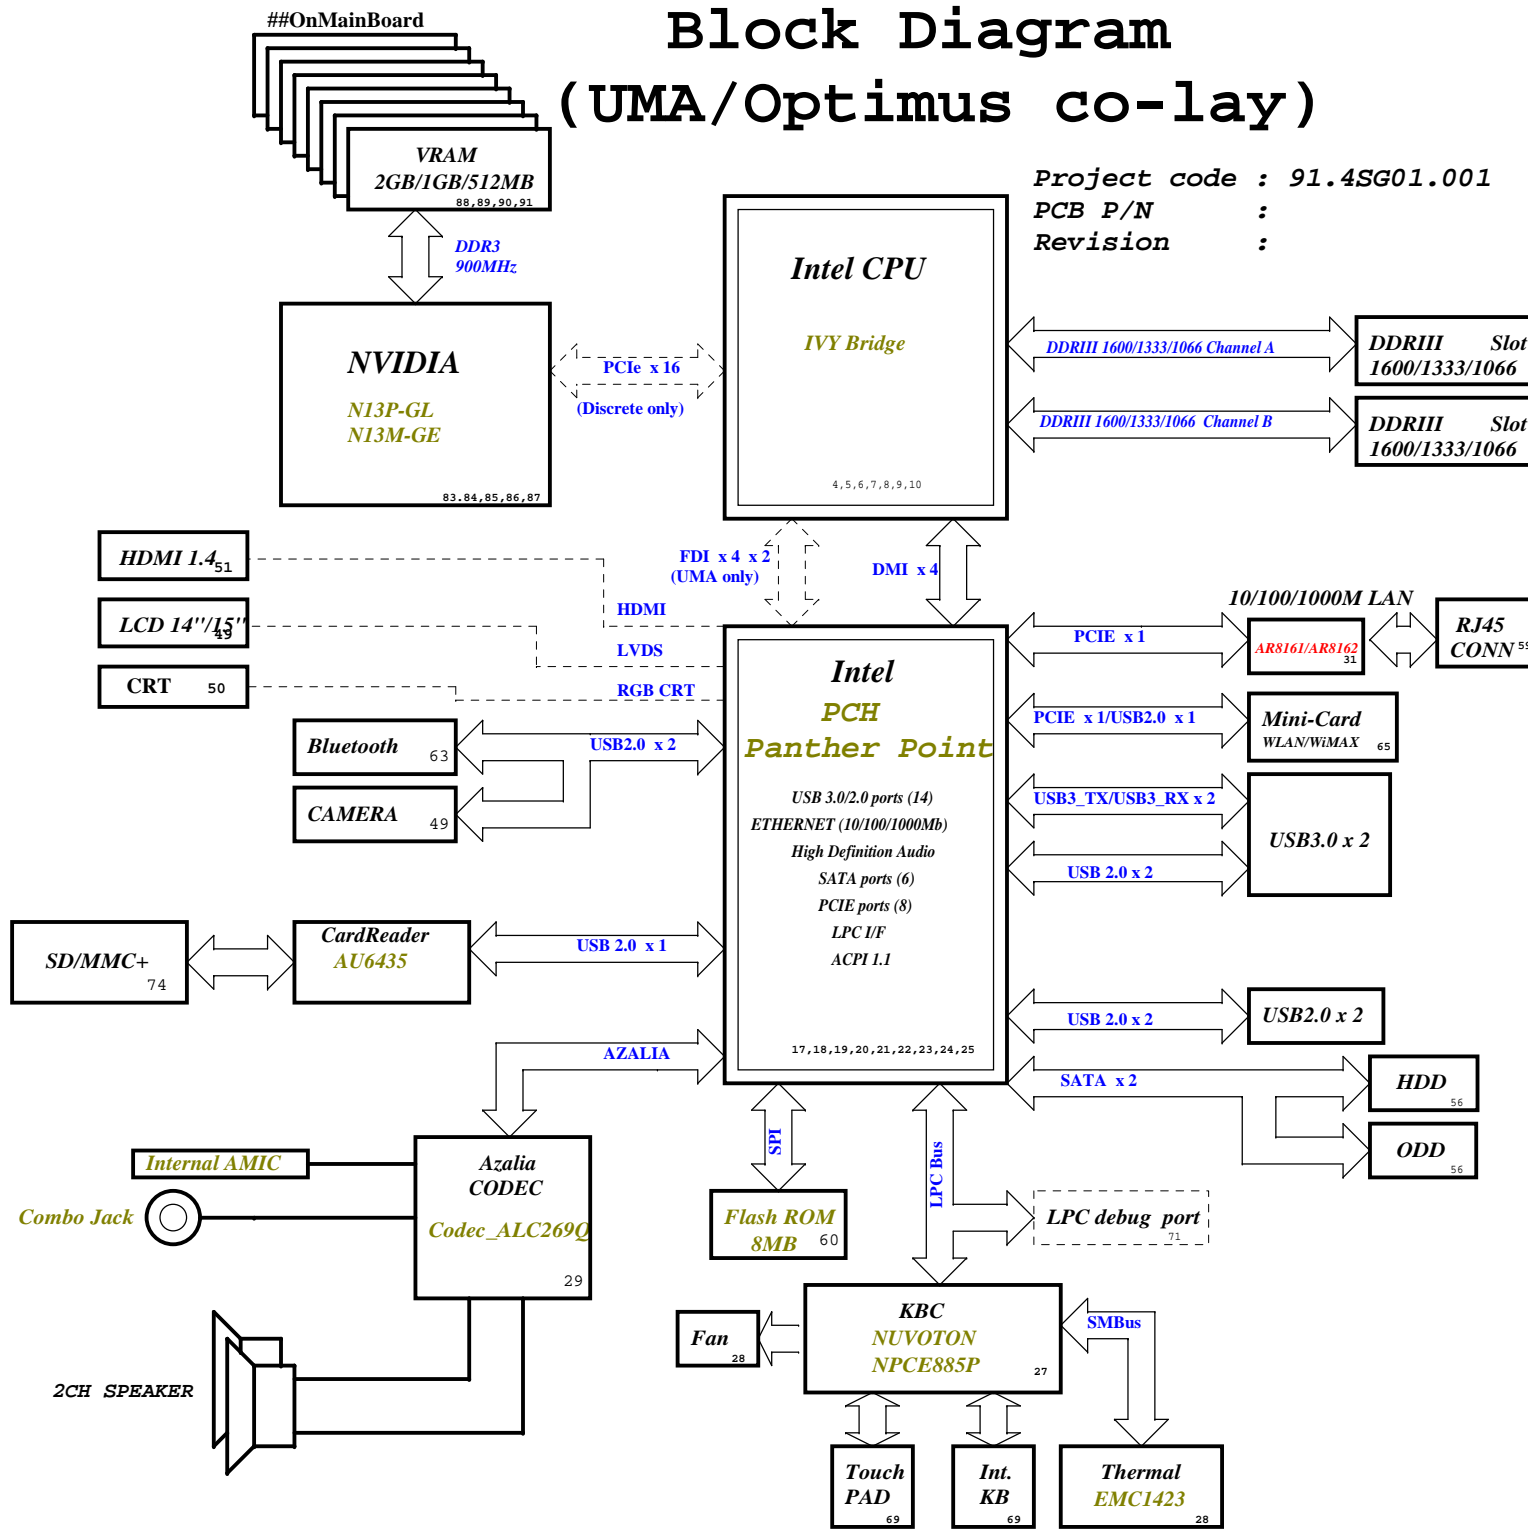 ##OnMainBoard
Block Diagram
(UMA/Optimus co-lay)
VRAM
2GB/1GB/512MB
88,89,90,91
Project code : 91.4SG01.001
PCB P/N :
Revision :
DDR3
900MHz
Intel CPU
IVY Bridge
4,5,6,7,8,9,10
NVIDIA
N13P-GL
N13M-GE
83.84,85,86,87
PCIe x 16
(Discrete only)
DDRIII 1600/1333/1066 Channel A
DDRIII Slot
1600/1333/1066
DDRIII 1600/1333/1066 Channel B
DDRIII Slot
1600/1333/1066
HDMI 1.4 51
LCD 14"/15" 49
CRT 50
FDI x 4 x 2
(UMA only)
DMI x 4
HDMI
LVDS
RGB CRT
10/100/1000M LAN
PCIE x 1
AR8161/AR8162
31
RJ45
CONN 59
Intel
PCH
Panther Point
USB 3.0/2.0 ports (14)
ETHERNET (10/100/1000Mb)
High Definition Audio
SATA ports (6)
PCIE ports (8)
LPC I/F
ACPI 1.1
17,18,19,20,21,22,23,24,25
PCIE x 1/USB2.0 x 1
Mini-Card
WLAN/WiMAX 65
Bluetooth 63
USB2.0 x 2
CAMERA 49
USB3_TX/USB3_RX x 2
USB3.0 x 2
USB 2.0 x 2
SD/MMC+
74
CardReader
AU6435
USB 2.0 x 1
USB 2.0 x 2
USB2.0 x 2
AZALIA
SATA x 2
HDD
56
ODD
56
Internal AMIC
Combo Jack
Azalia
CODEC
Codec_ALC269Q
29
2CH SPEAKER
SPI
Flash ROM
8MB 60
LPC Bus
LPC debug port
71
Fan
28
KBC
NUVOTON
NPCE885P
27
SMBus
Touch
PAD
69
Int.
KB
69
Thermal
EMC1423
28